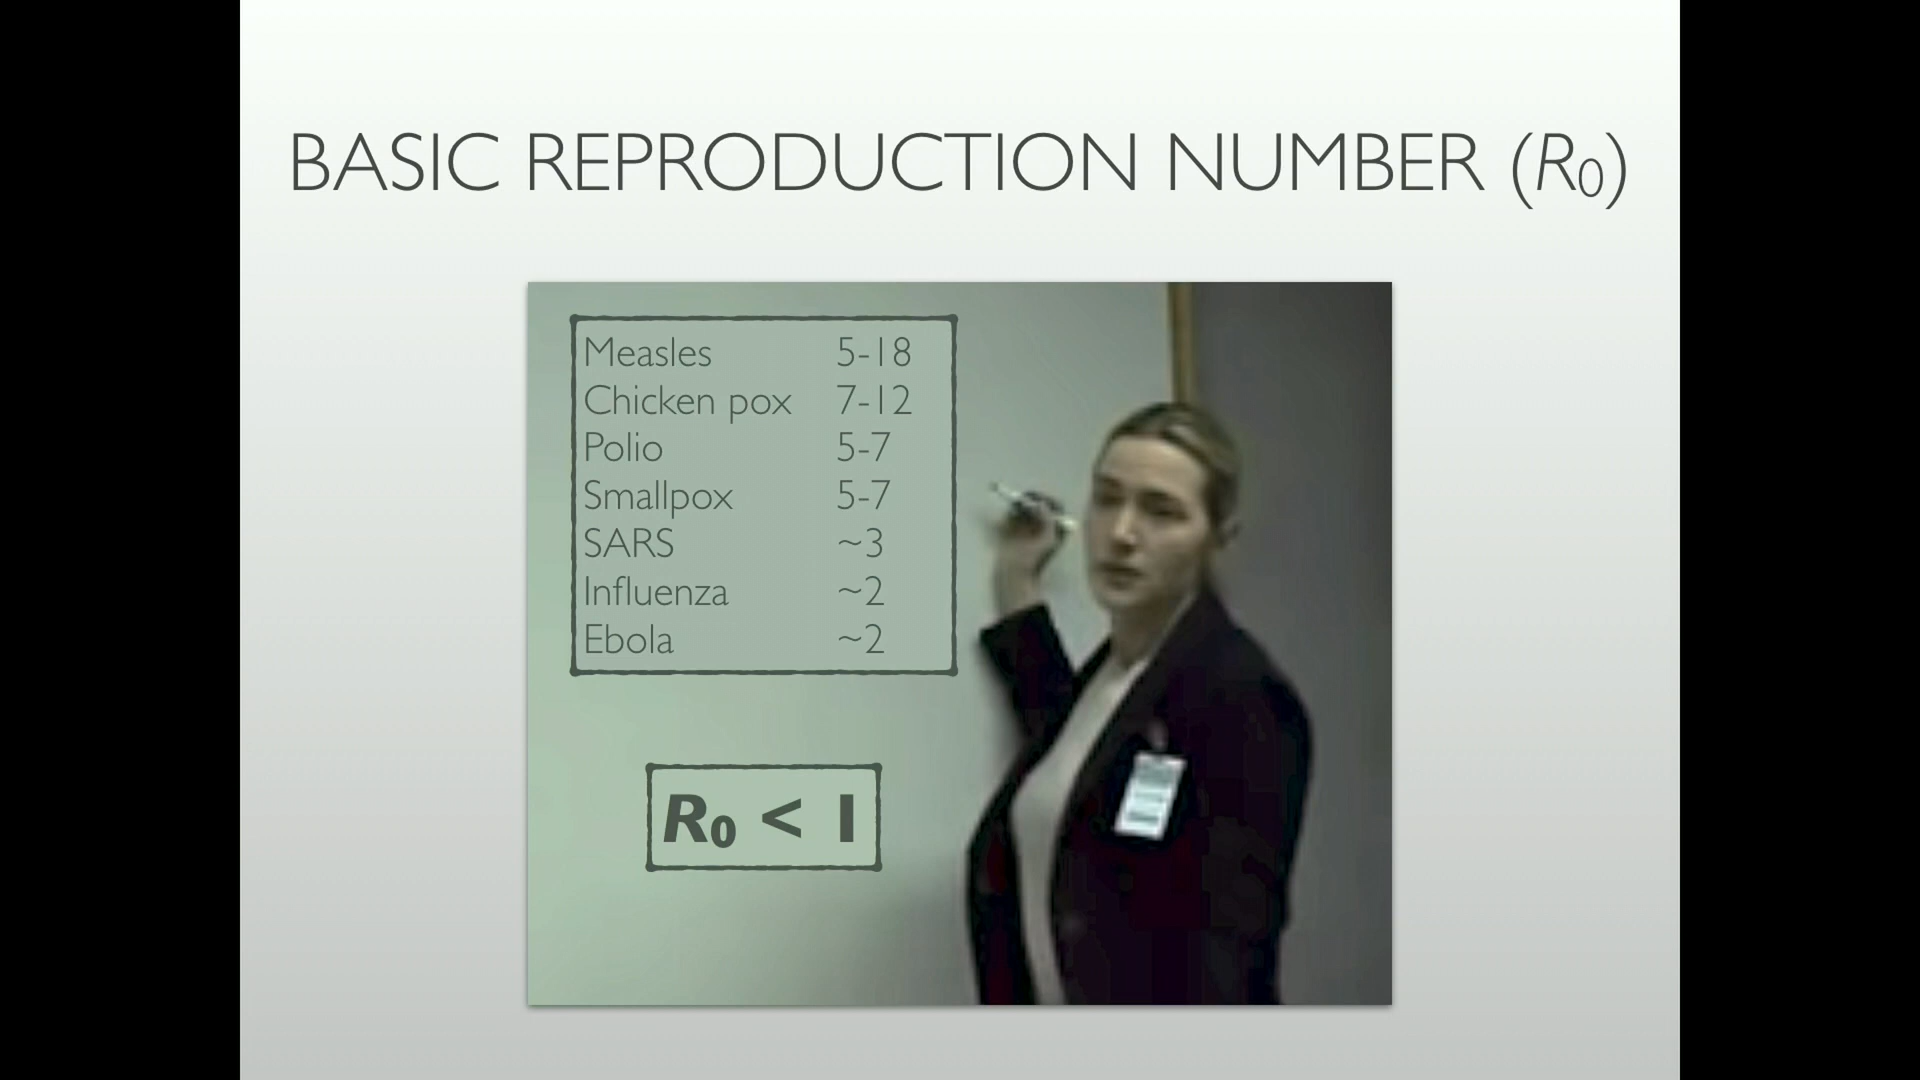 BASIC REPRODUCTION NUMBER (R₀)
Measles 5-18
Chicken pox 7-12
Polio 5-7
Smallpox 5-7
SARS ~3
Influenza ~2
Ebola ~2
R₀ < 1